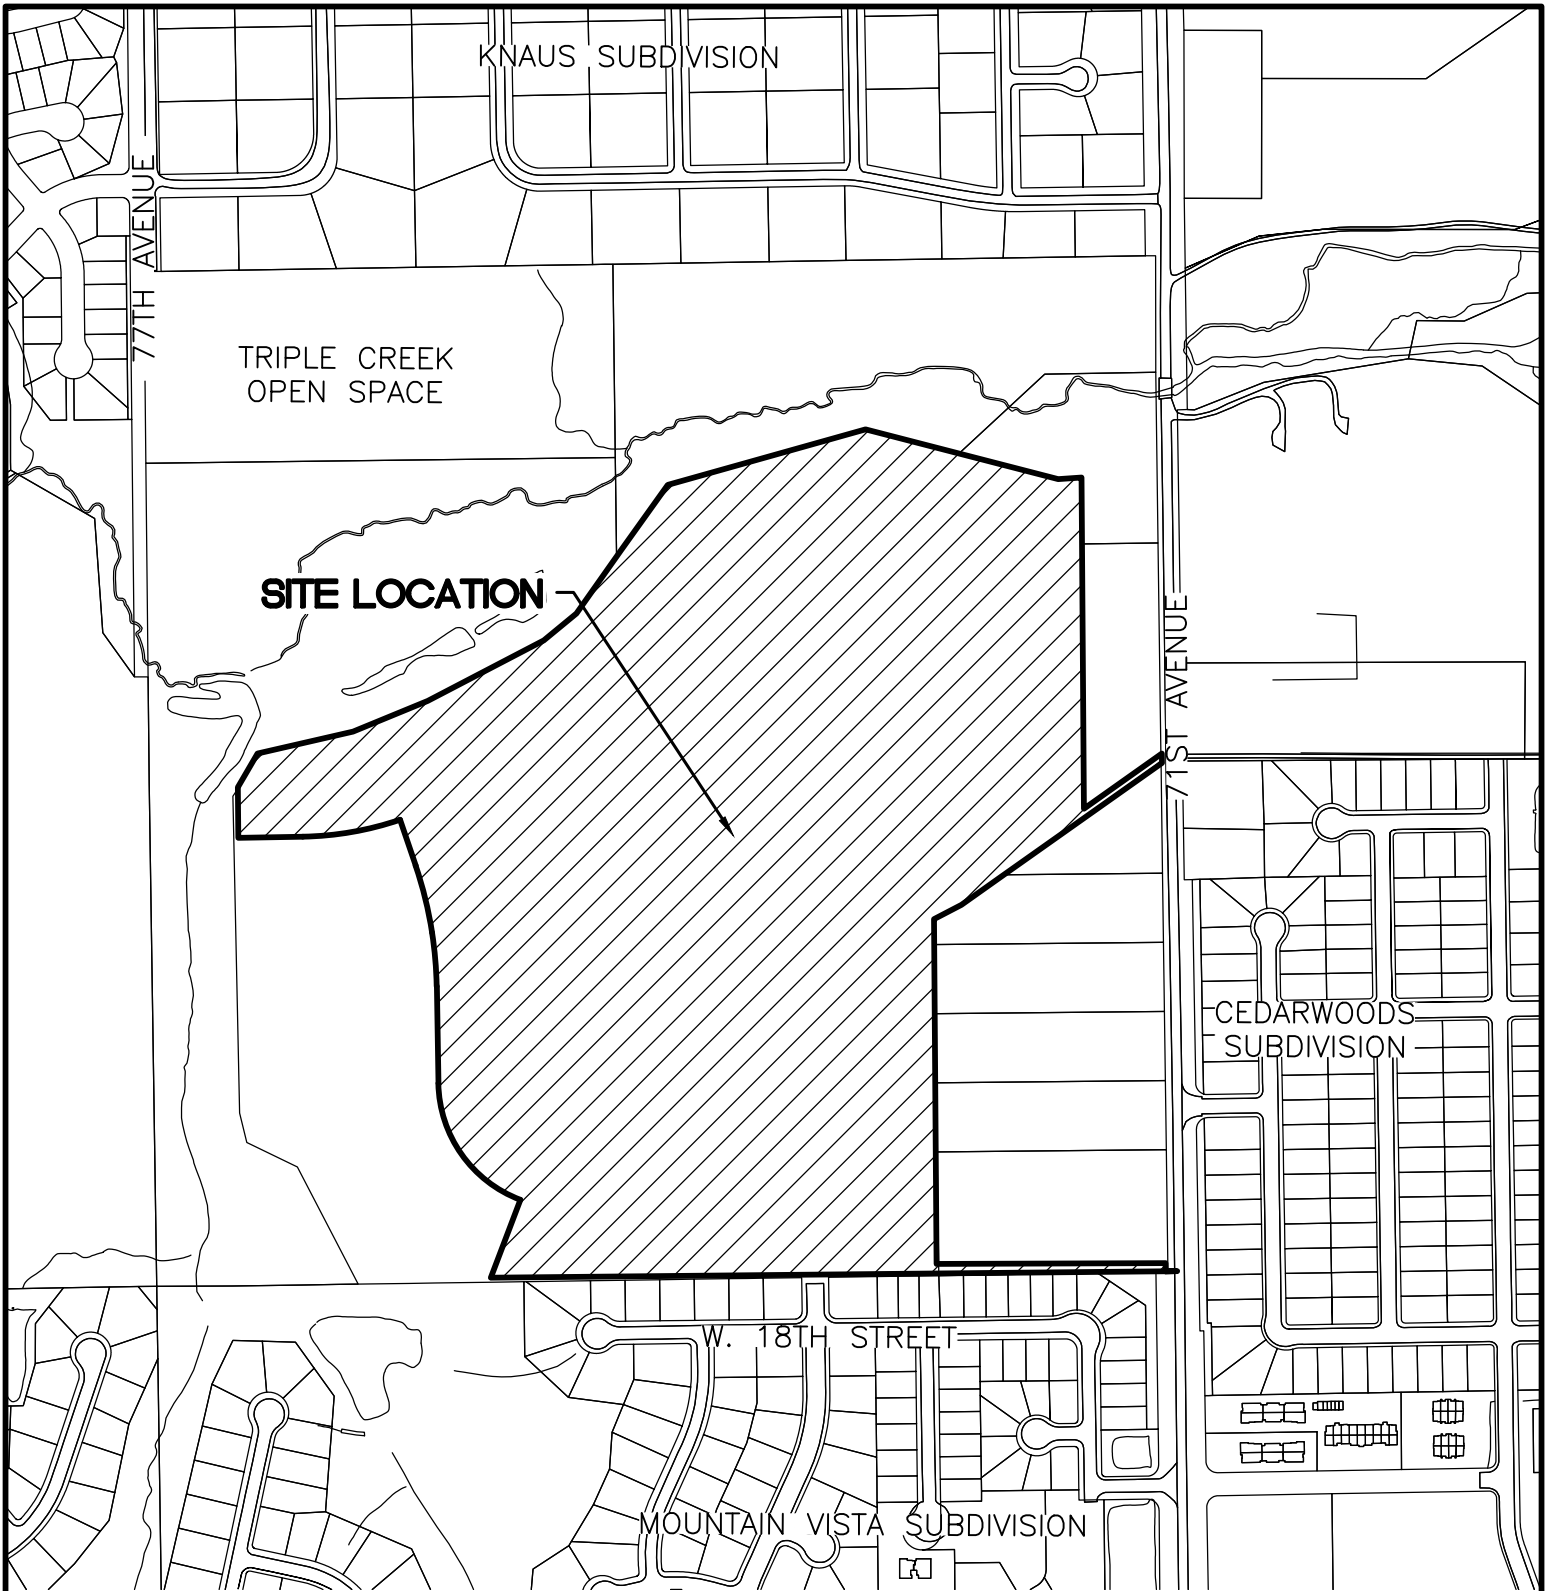 KNAUS SUBDIVISION
77TH AVENUE
TRIPLE CREEK
OPEN SPACE
SITE LOCATION
71ST AVENUE
CEDARWOODS
SUBDIVISION
W. 18TH STREET
MOUNTAIN VISTA SUBDIVISION